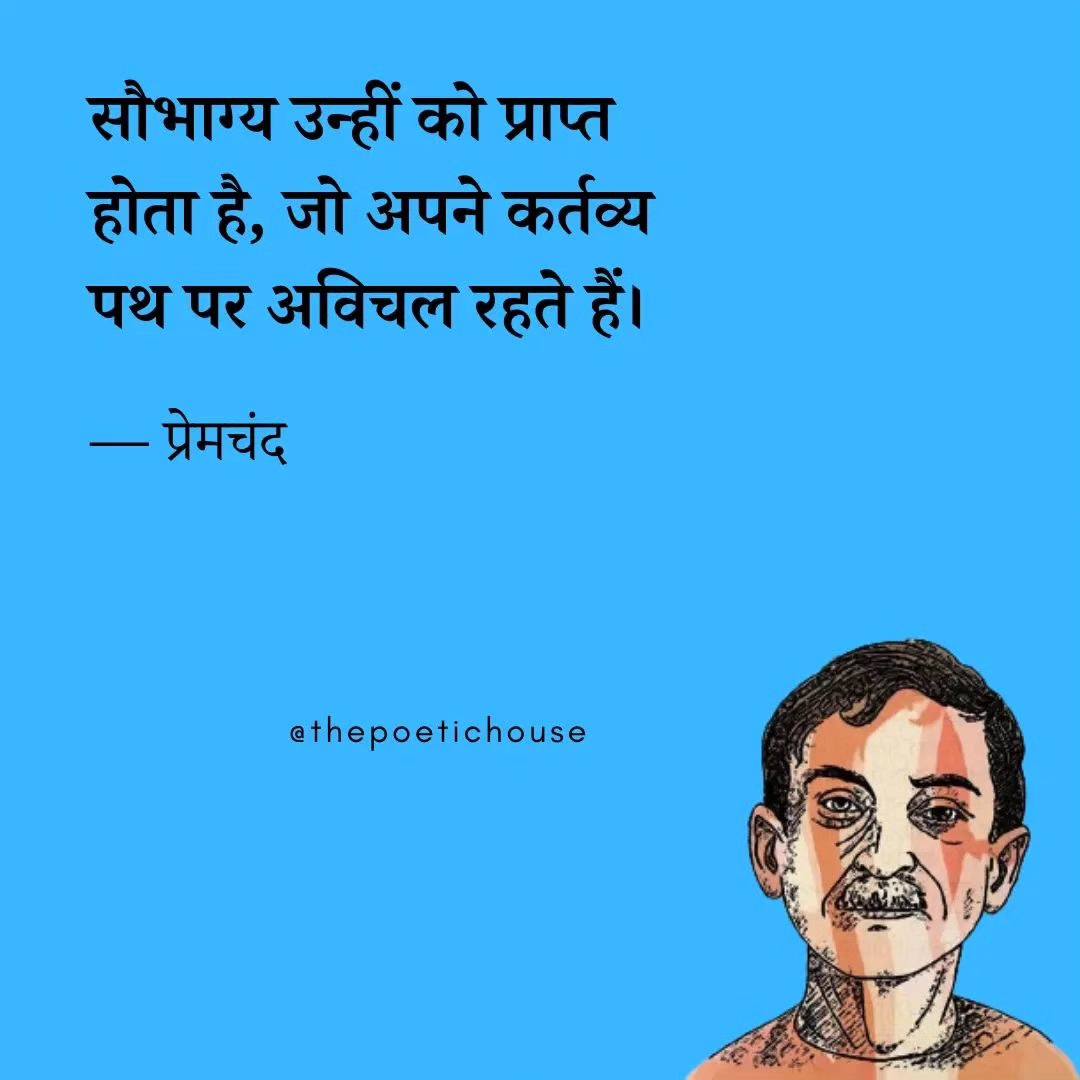 सौभाग्य उन्हीं को प्राप्त
होता है, जो अपने कर्तव्य
पथ पर अविचल रहते हैं।
— प्रेमचंद
@thepoetichouse